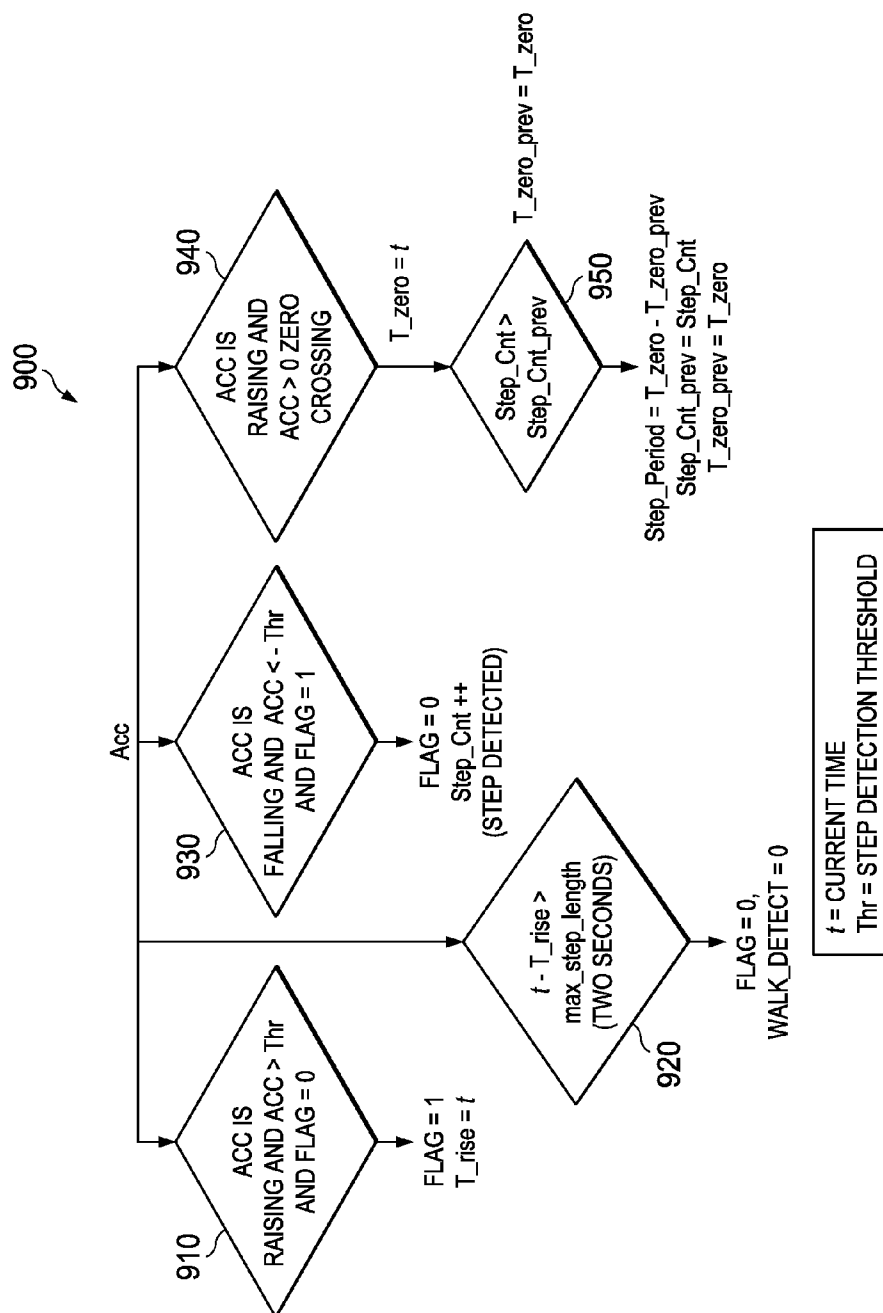 900
Acc
910
ACC IS
RAISING AND ACC > Thr
AND FLAG = 0
FLAG = 1
T_rise = t
t - T_rise >
max_step_length
(TWO SECONDS)
920
FLAG = 0,
WALK_DETECT = 0
930
ACC IS
FALLING AND ACC < - Thr
AND FLAG = 1
FLAG = 0
Step_Cnt ++
(STEP DETECTED)
940
ACC IS
RAISING AND
ACC > 0 ZERO
CROSSING
T_zero = t
Step_Cnt >
Step_Cnt_prev
950
T_zero_prev = T_zero
Step_Period = T_zero - T_zero_prev
Step_Cnt_prev = Step_Cnt
T_zero_prev = T_zero
t = CURRENT TIME
Thr = STEP DETECTION THRESHOLD